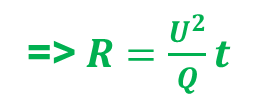 => R = U²/Q t